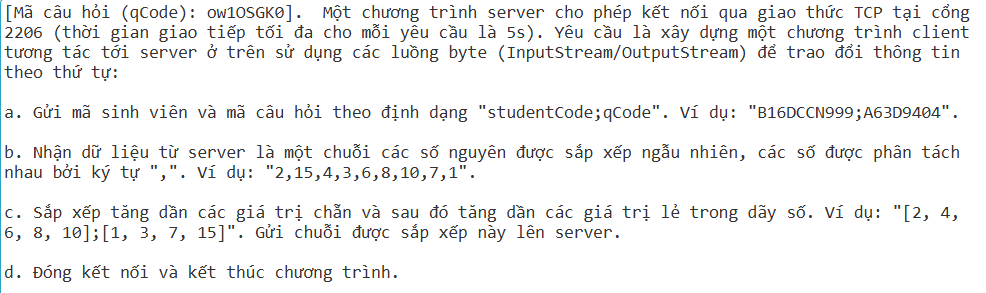 [Mã câu hỏi (qCode): ow1OSGK0].  Một chương trình server cho phép kết nối qua giao thức TCP tại cổng
2206 (thời gian giao tiếp tối đa cho mỗi yêu cầu là 5s). Yêu cầu là xây dựng một chương trình client
tương tác tới server ở trên sử dụng các luồng byte (InputStream/OutputStream) để trao đổi thông tin
theo thứ tự:
a. Gửi mã sinh viên và mã câu hỏi theo định dạng "studentCode;qCode". Ví dụ: "B16DCCN999;A63D9404".
b. Nhận dữ liệu từ server là một chuỗi các số nguyên được sắp xếp ngẫu nhiên, các số được phân tách
nhau bởi ký tự ",". Ví dụ: "2,15,4,3,6,8,10,7,1".
c. Sắp xếp tăng dần các giá trị chẵn và sau đó tăng dần các giá trị lẻ trong dãy số. Ví dụ: "[2, 4,
6, 8, 10];[1, 3, 7, 15]". Gửi chuỗi được sắp xếp này lên server.
d. Đóng kết nối và kết thúc chương trình.